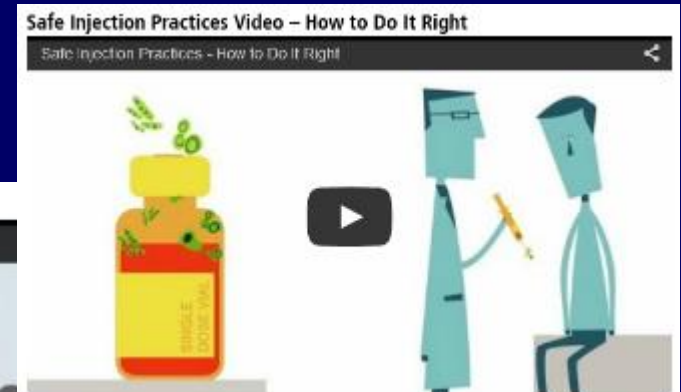 Safe Injection Practices Video – How to Do It Right
Safe Injection Practices - How to Do It Right
SINGLE
DOSE VIAL